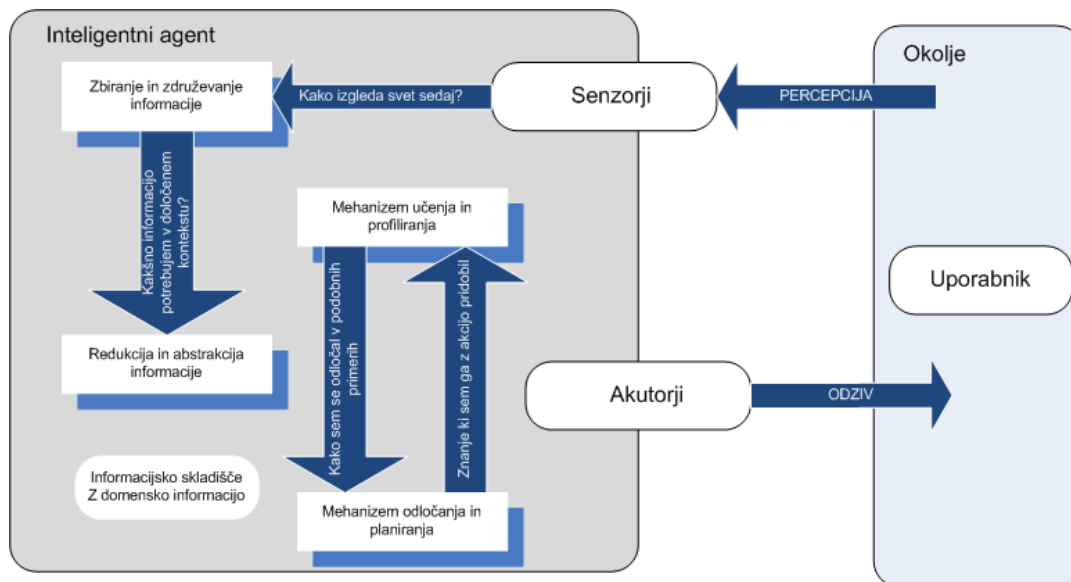 Inteligentni agent
Okolje
Zbiranje in združevanje
informacije
Kako izgleda svet sedaj?
Senzorji
PERCEPCIJA
Kakšno informacijo
potrebujem v določenem
kontekstu?
Mehanizem učenja in
profiliranja
Uporabnik
Redukcija in abstrakcija
informacije
Kako sem se odločal v podobnih
primerih
Znanje ki sem ga z akcijo pridobil
Akutorji
ODZIV
Informacijsko skladišče
Z domensko informacijo
Mehanizem odločanja in
planiranja